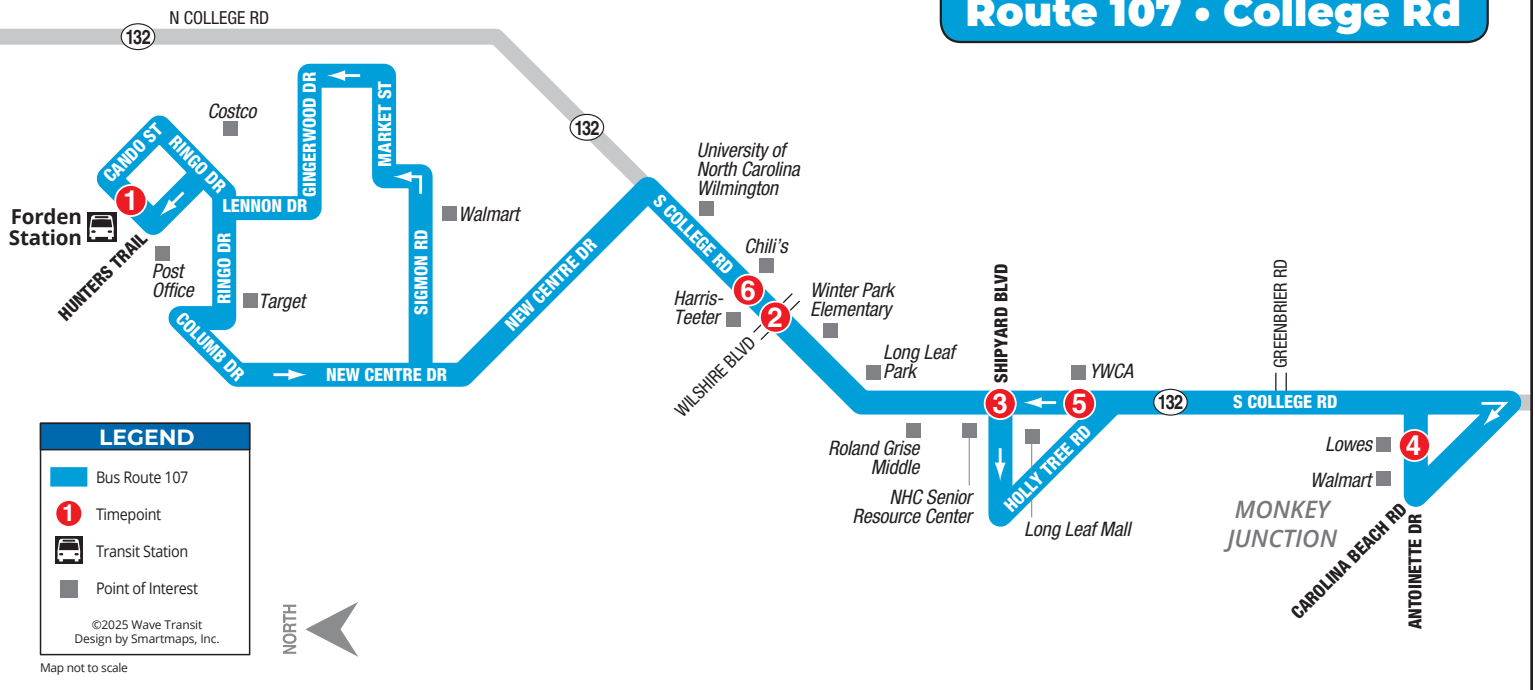 Route 107 • College Rd
N COLLEGE RD
132
132
Costco
CANDO ST
RINGO DR
1
Forden
Station
HUNTERS TRAIL
Post
Office
LENNON DR
GINGERWOOD DR
MARKET ST
Walmart
RINGO DR
Target
SIGMON RD
COLUMB DR
NEW CENTRE DR
NEW CENTRE DR
University of
North Carolina
Wilmington
S COLLEGE RD
Chili's
6
Harris-
Teeter
2
Winter Park
Elementary
WILSHIRE BLVD
Long Leaf
Park
SHIPYARD BLVD
3
YWCA
5
132
GREENBRIER RD
S COLLEGE RD
Roland Grise
Middle
NHC Senior
Resource Center
HOLLY TREE RD
Long Leaf Mall
Lowes
4
Walmart
MONKEY
JUNCTION
CAROLINA BEACH RD
ANTOINETTE DR
LEGEND
Bus Route 107
1
Timepoint
Transit Station
Point of Interest
©2025 Wave Transit
Design by Smartmaps, Inc.
Map not to scale
NORTH